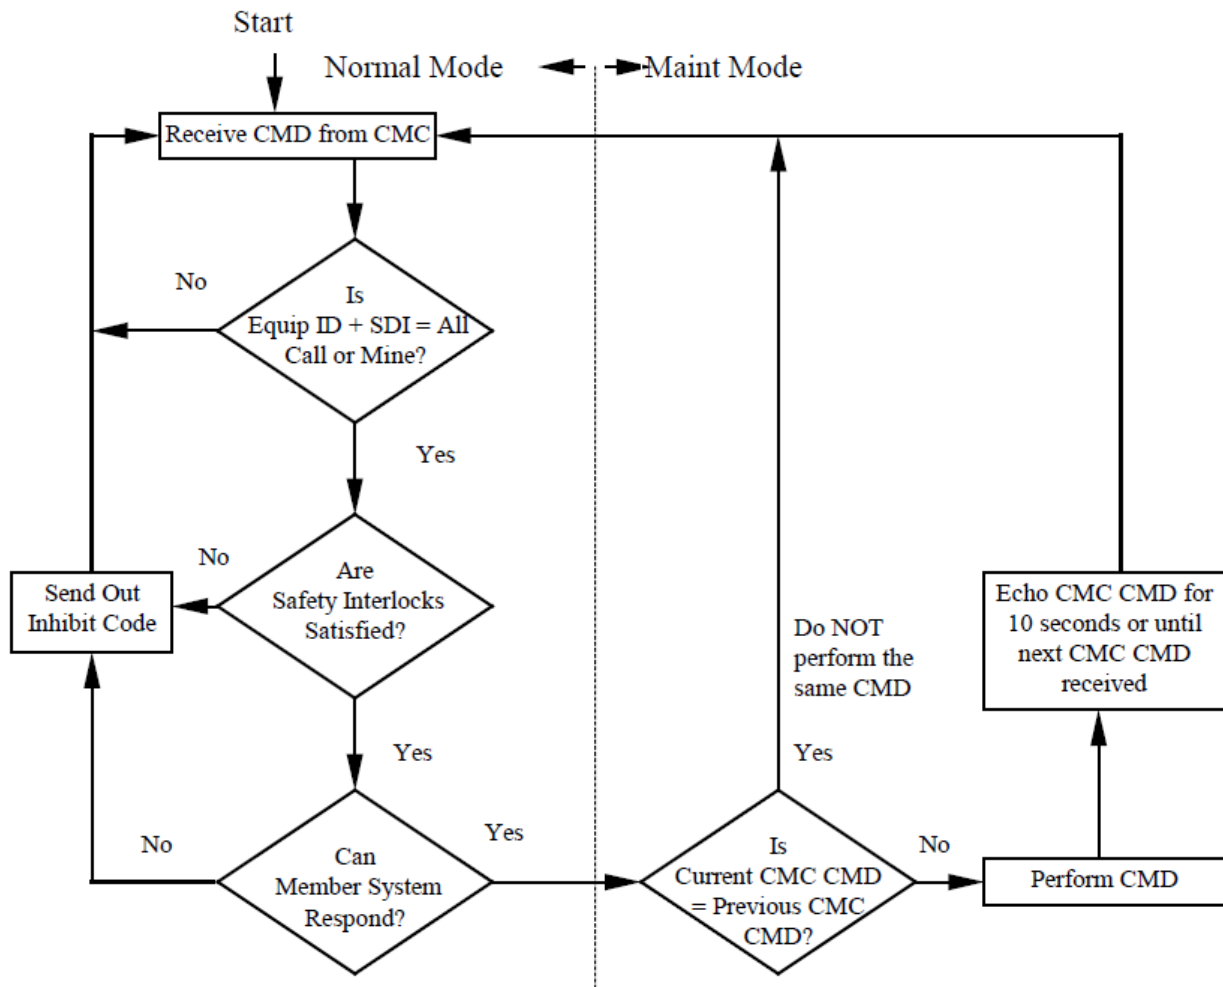 Start
Normal Mode
Maint Mode
Receive CMD from CMC
No
Is
Equip ID + SDI = All
Call or Mine?
Yes
No
Are
Safety Interlocks
Satisfied?
Send Out
Inhibit Code
Yes
No
Can
Member System
Respond?
Yes
Do NOT
perform the
same CMD
Yes
Is
Current CMC CMD
= Previous CMC
CMD?
No
Perform CMD
Echo CMC CMD for
10 seconds or until
next CMC CMD
received